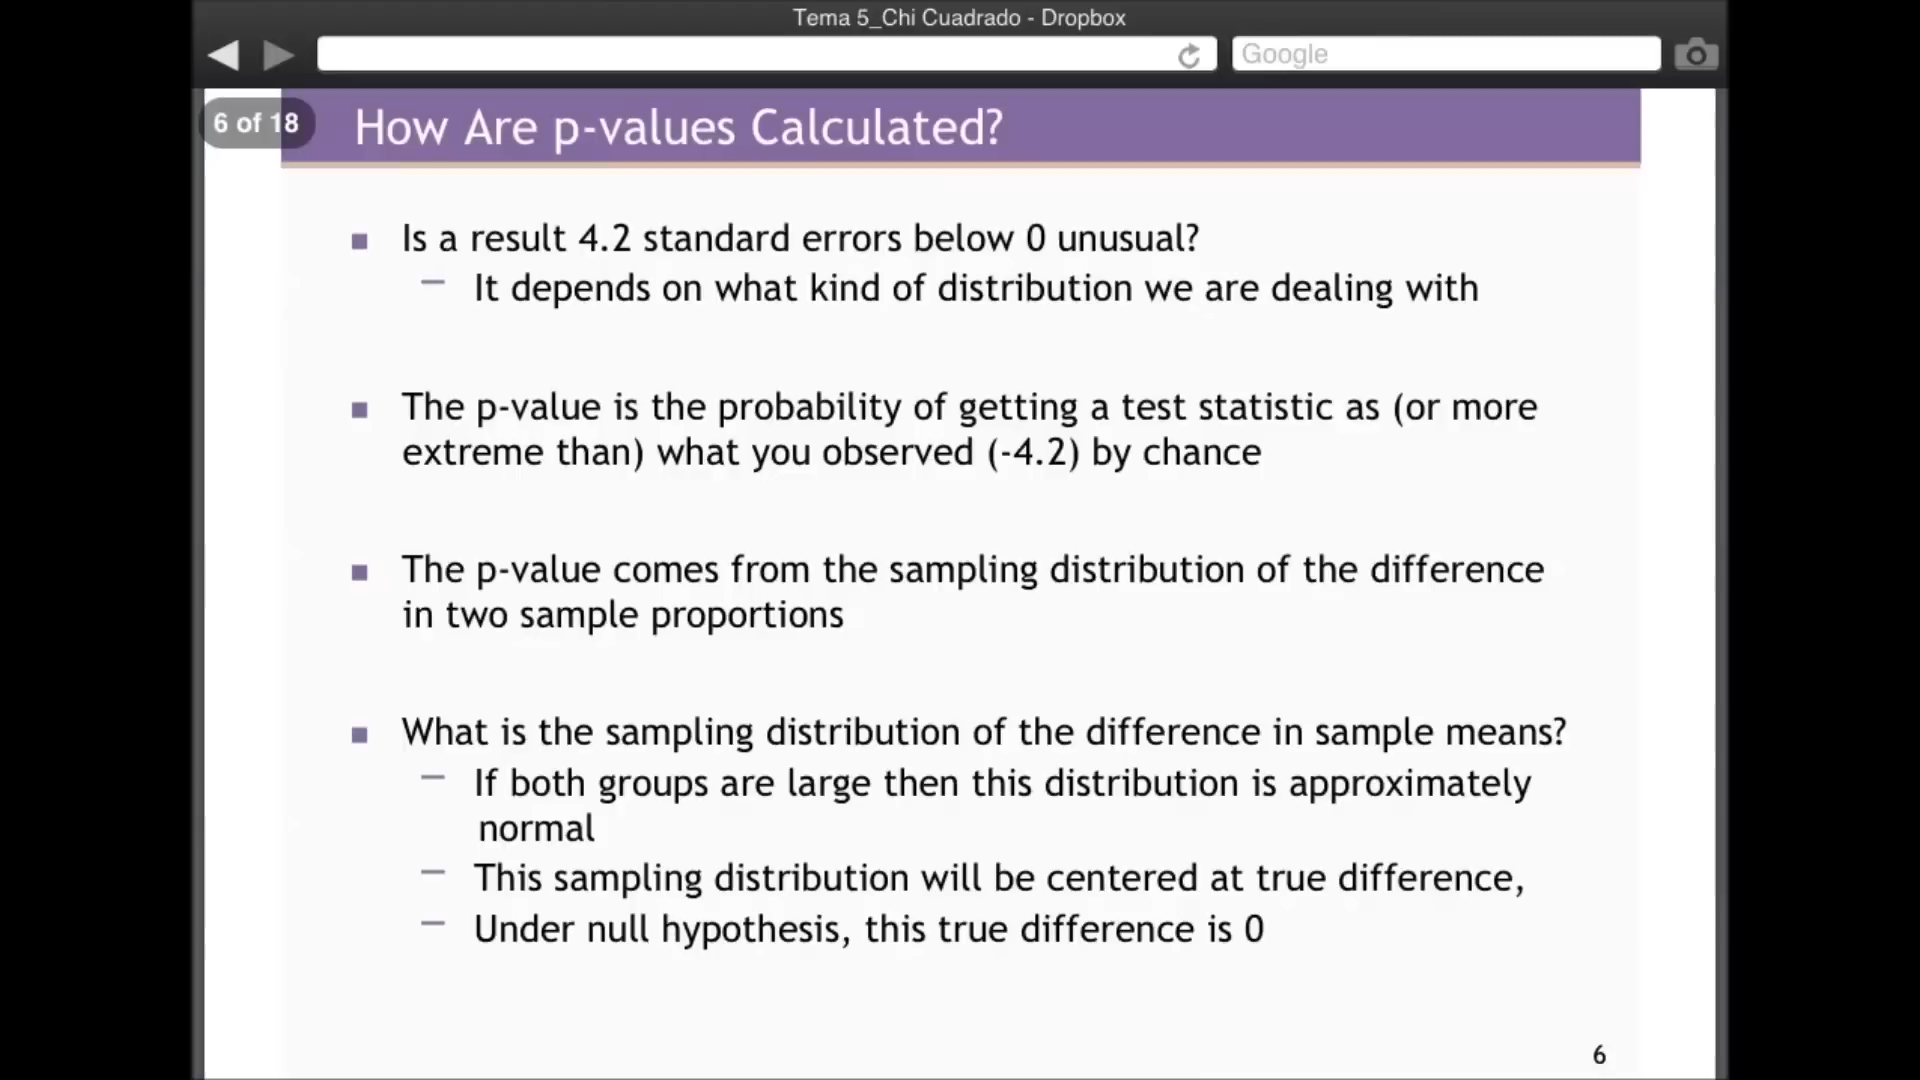 Tema 5_Chi Cuadrado - Dropbox
Google
6 of 18
How Are p-values Calculated?
Is a result 4.2 standard errors below 0 unusual?
It depends on what kind of distribution we are dealing with
The p-value is the probability of getting a test statistic as (or more
extreme than) what you observed (-4.2) by chance
The p-value comes from the sampling distribution of the difference
in two sample proportions
What is the sampling distribution of the difference in sample means?
If both groups are large then this distribution is approximately
normal
This sampling distribution will be centered at true difference,
Under null hypothesis, this true difference is 0
6